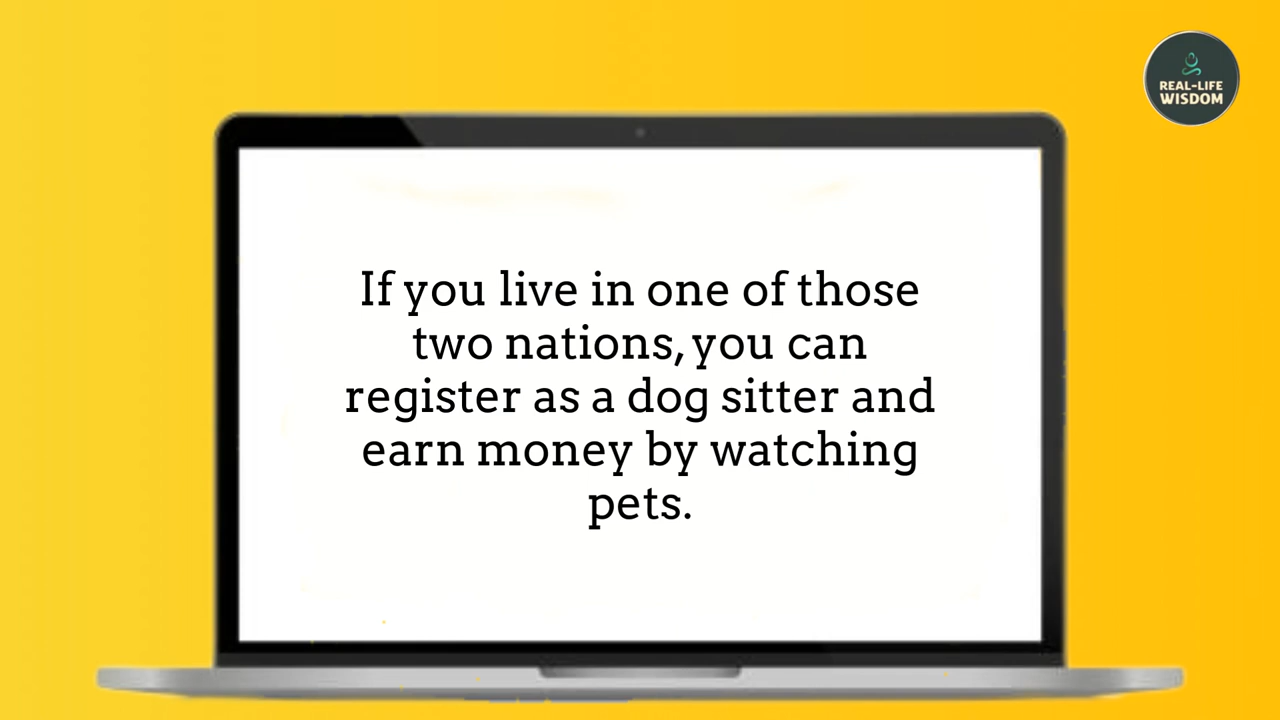 REAL-LIFE
WISDOM
If you live in one of those
two nations, you can
register as a dog sitter and
earn money by watching
pets.